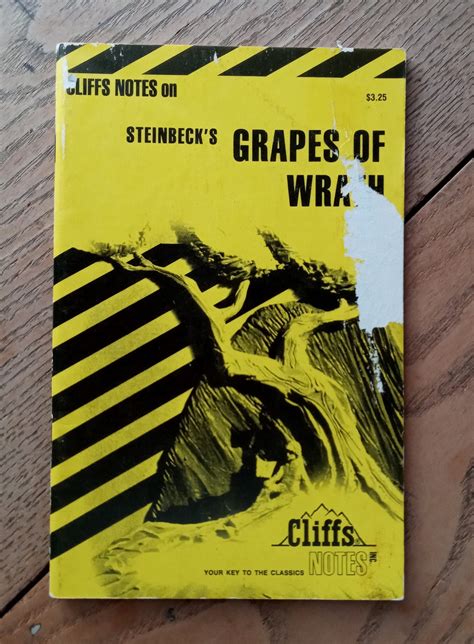 CLIFFS NOTES on
$3.25
STEINBECK'S GRAPES OF
WRATH
Cliffs
NOTES INC
YOUR KEY TO THE CLASSICS